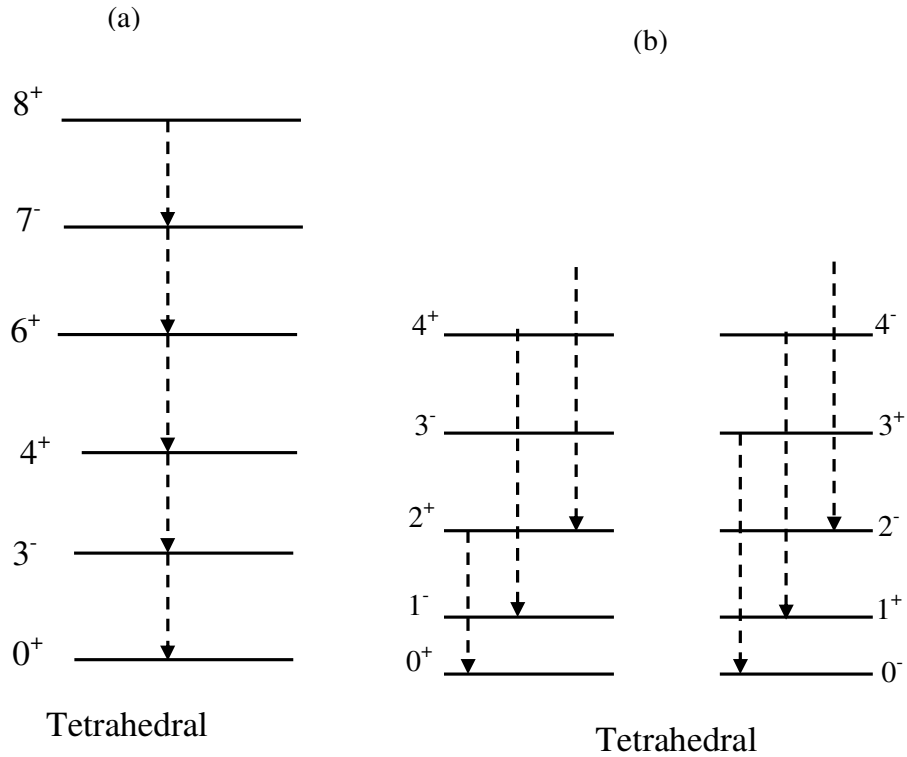 (a)
8⁺
7⁻
6⁺
4⁺
3⁻
0⁺
Tetrahedral
(b)
4⁺ 4⁻
3⁻ 3⁺
2⁺ 2⁻
1⁻ 1⁺
0⁺ 0⁻
Tetrahedral